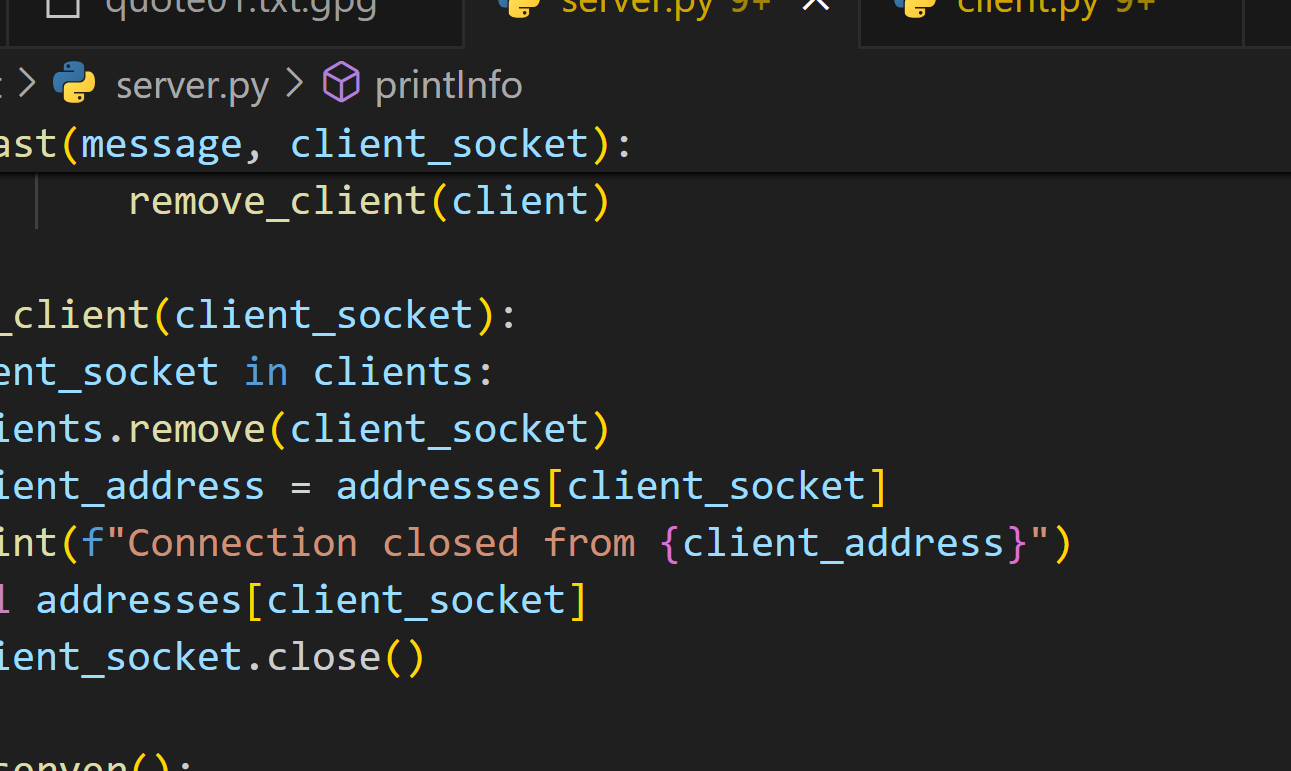 quote01.txt.gpg server.py 9+ client.py 9+
server.py printInfo
ast(message, client_socket):
remove_client(client)
_client(client_socket):
ent_socket in clients:
ients.remove(client_socket)
ient_address = addresses[client_socket]
int(f"Connection closed from {client_address}")
l addresses[client_socket]
ient_socket.close()
server():